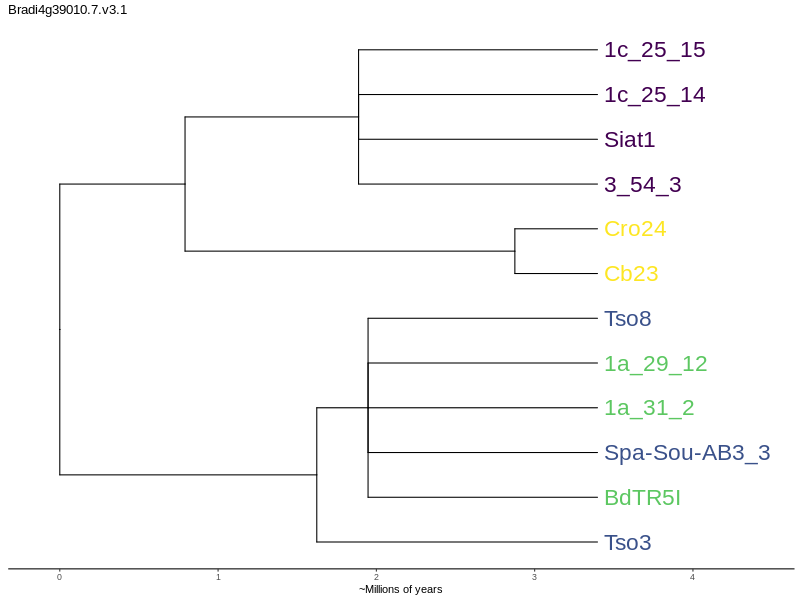 Bradi4g39010.7.v3.1
1c_25_15
1c_25_14
Siat1
3_54_3
Cro24
Cb23
Tso8
1a_29_12
1a_31_2
Spa-Sou-AB3_3
BdTR5I
Tso3
0 1 2 3 4
~Millions of years